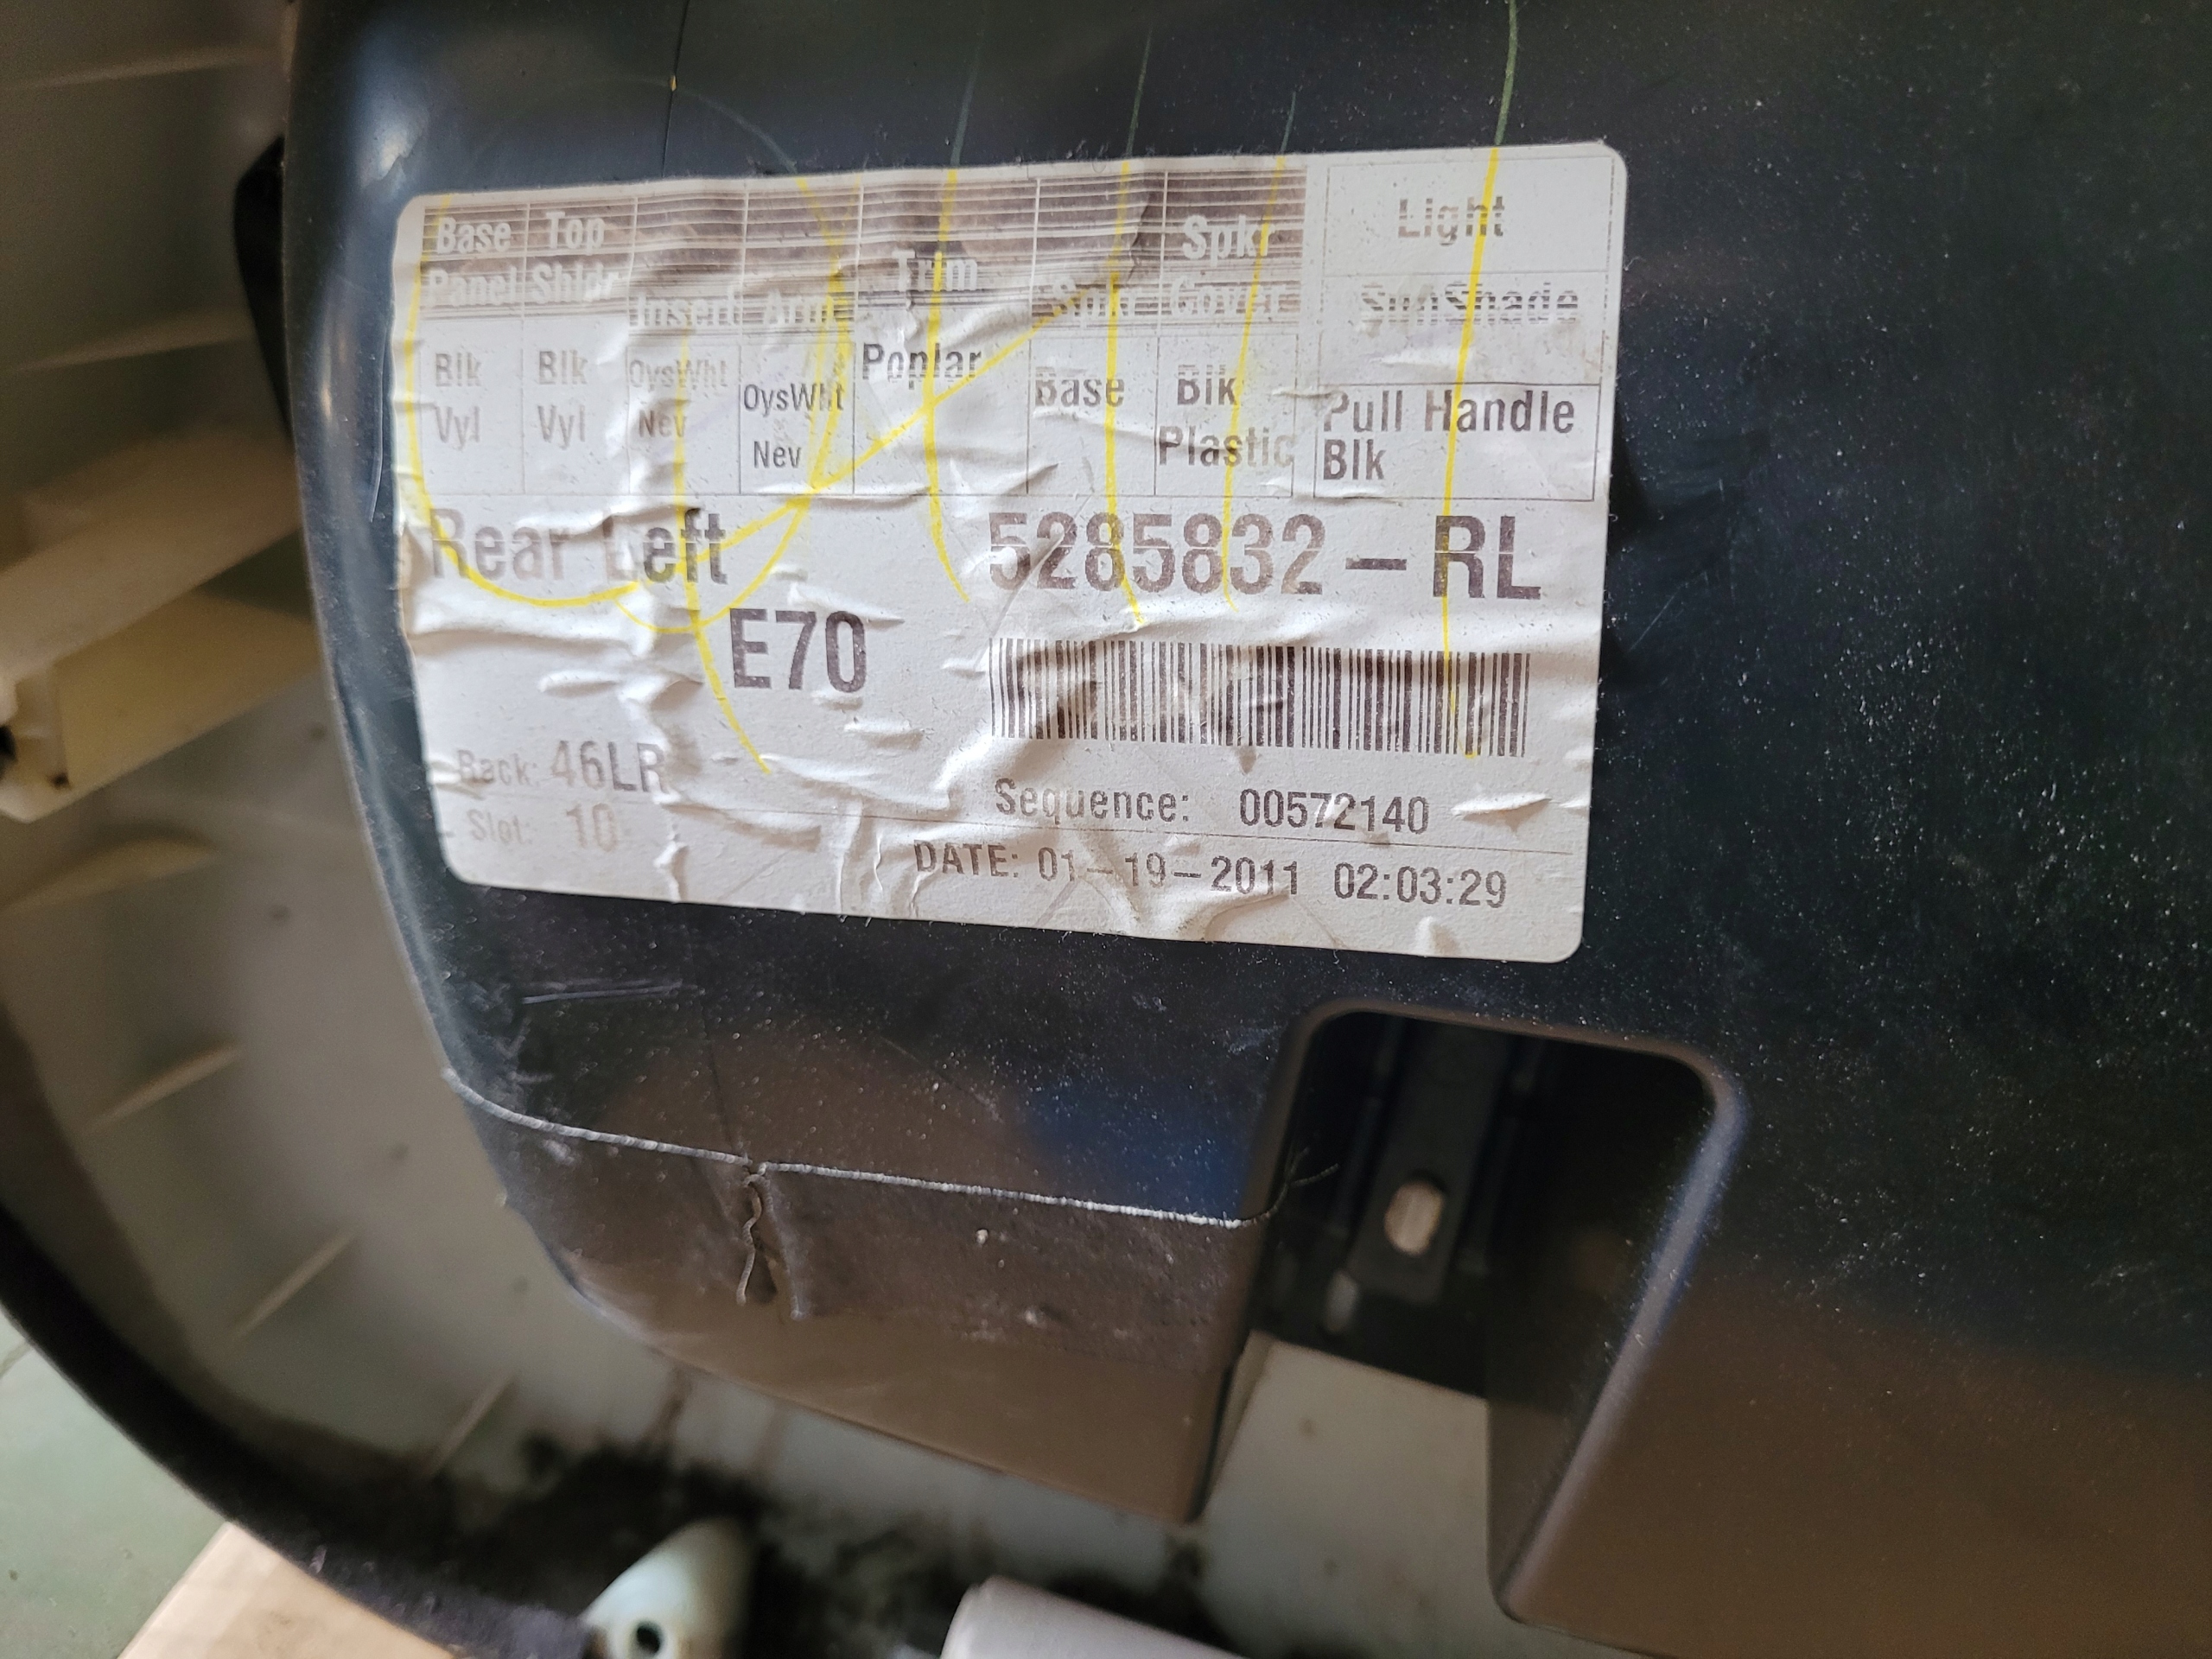 Base Panel
Top Shldr
Insert
Arm
Trim
Spkr
Spkr Cover
Light
SunShade
Blk Vyl
Blk Vyl
OysWht Nev
OysWht Nev
Poplar
Base
Blk Plastic
Pull Handle
Blk
Rear Left
5285832-RL
E70
Rack: 46LR
Slot: 10
Sequence: 00572140
DATE: 01-19-2011 02:03:29